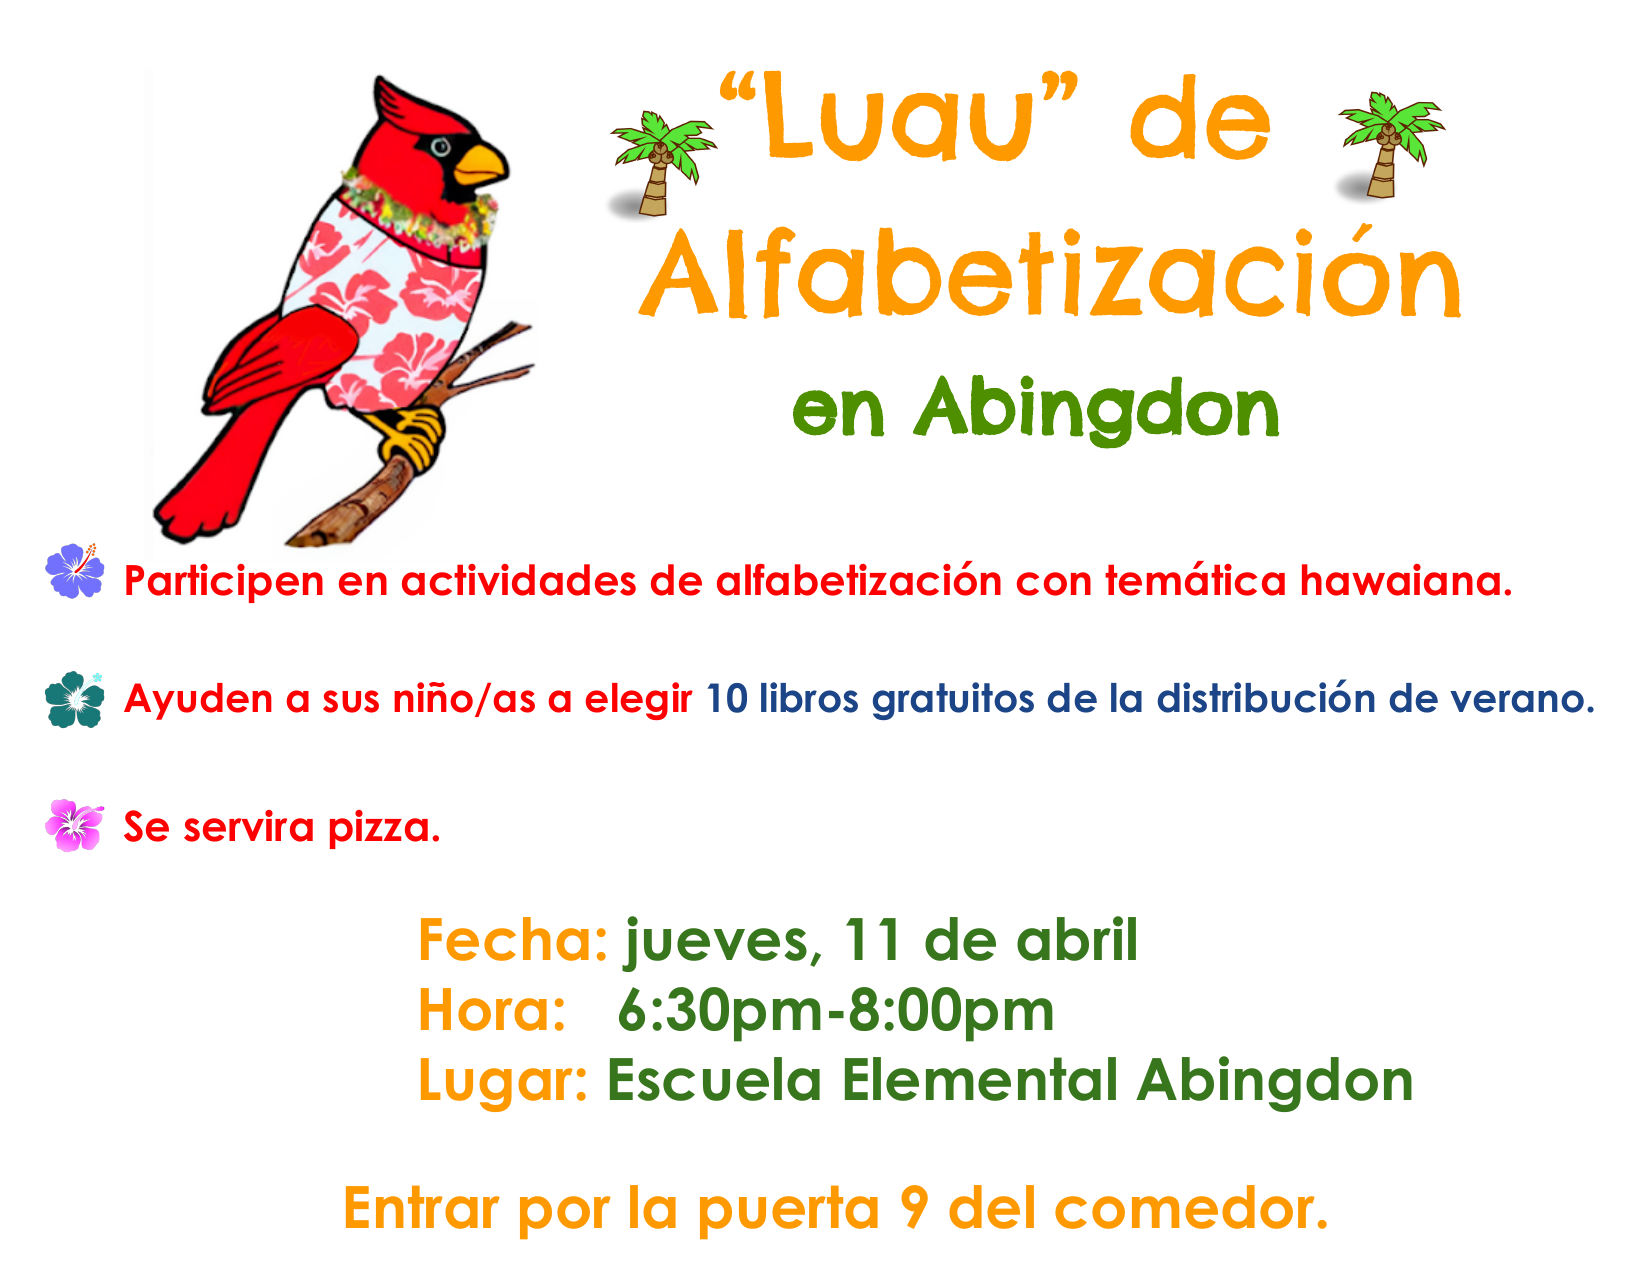 “Luau” de
Alfabetización
en Abingdon
Participen en actividades de alfabetización con temática hawaiana.
Ayuden a sus niño/as a elegir 10 libros gratuitos de la distribución de verano.
Se servira pizza.
Fecha: jueves, 11 de abril
Hora: 6:30pm-8:00pm
Lugar: Escuela Elemental Abingdon
Entrar por la puerta 9 del comedor.